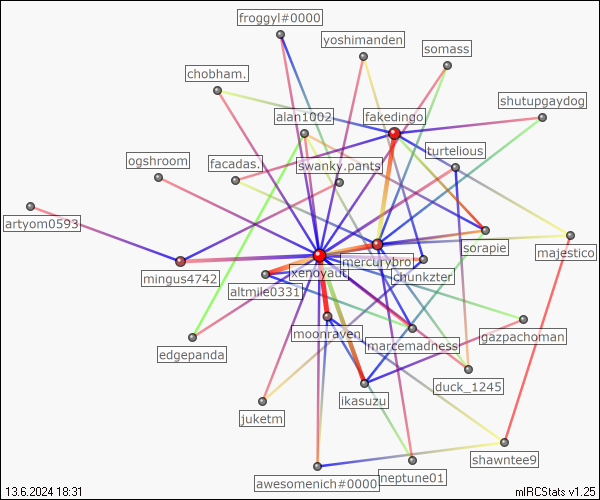 froggyl#0000
yoshimanden
somass
chobham.
alan1002
fakedingo
shutupgaydog
turtelious
ogshroom
facadas.
swanky.pants
artyom0593
mingus4742
xenoyaut
mercurybro
sorapie
majestico
altmile0331
chunkzter
moonraven
marcemadness
gazpachoman
edgepanda
ikasuzu
duck_1245
juketm
shawntee9
awesomenich#0000
neptune01
13.6.2024 18:31
mIRCStats v1.25